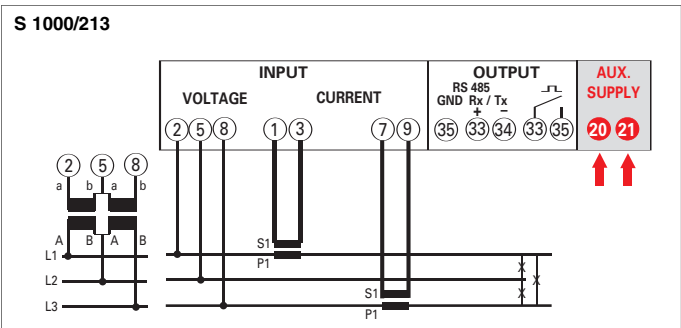 S 1000/213
INPUT
OUTPUT
AUX.
SUPPLY
VOLTAGE
CURRENT
RS 485
GND Rx / Tx
+ −
2 5 8 1 3 7 9 35 33 34 33 35 20 21
2 5 8
a b a b
A B A B
L1
L2
L3
S1
P1
S1
P1
X
X
X